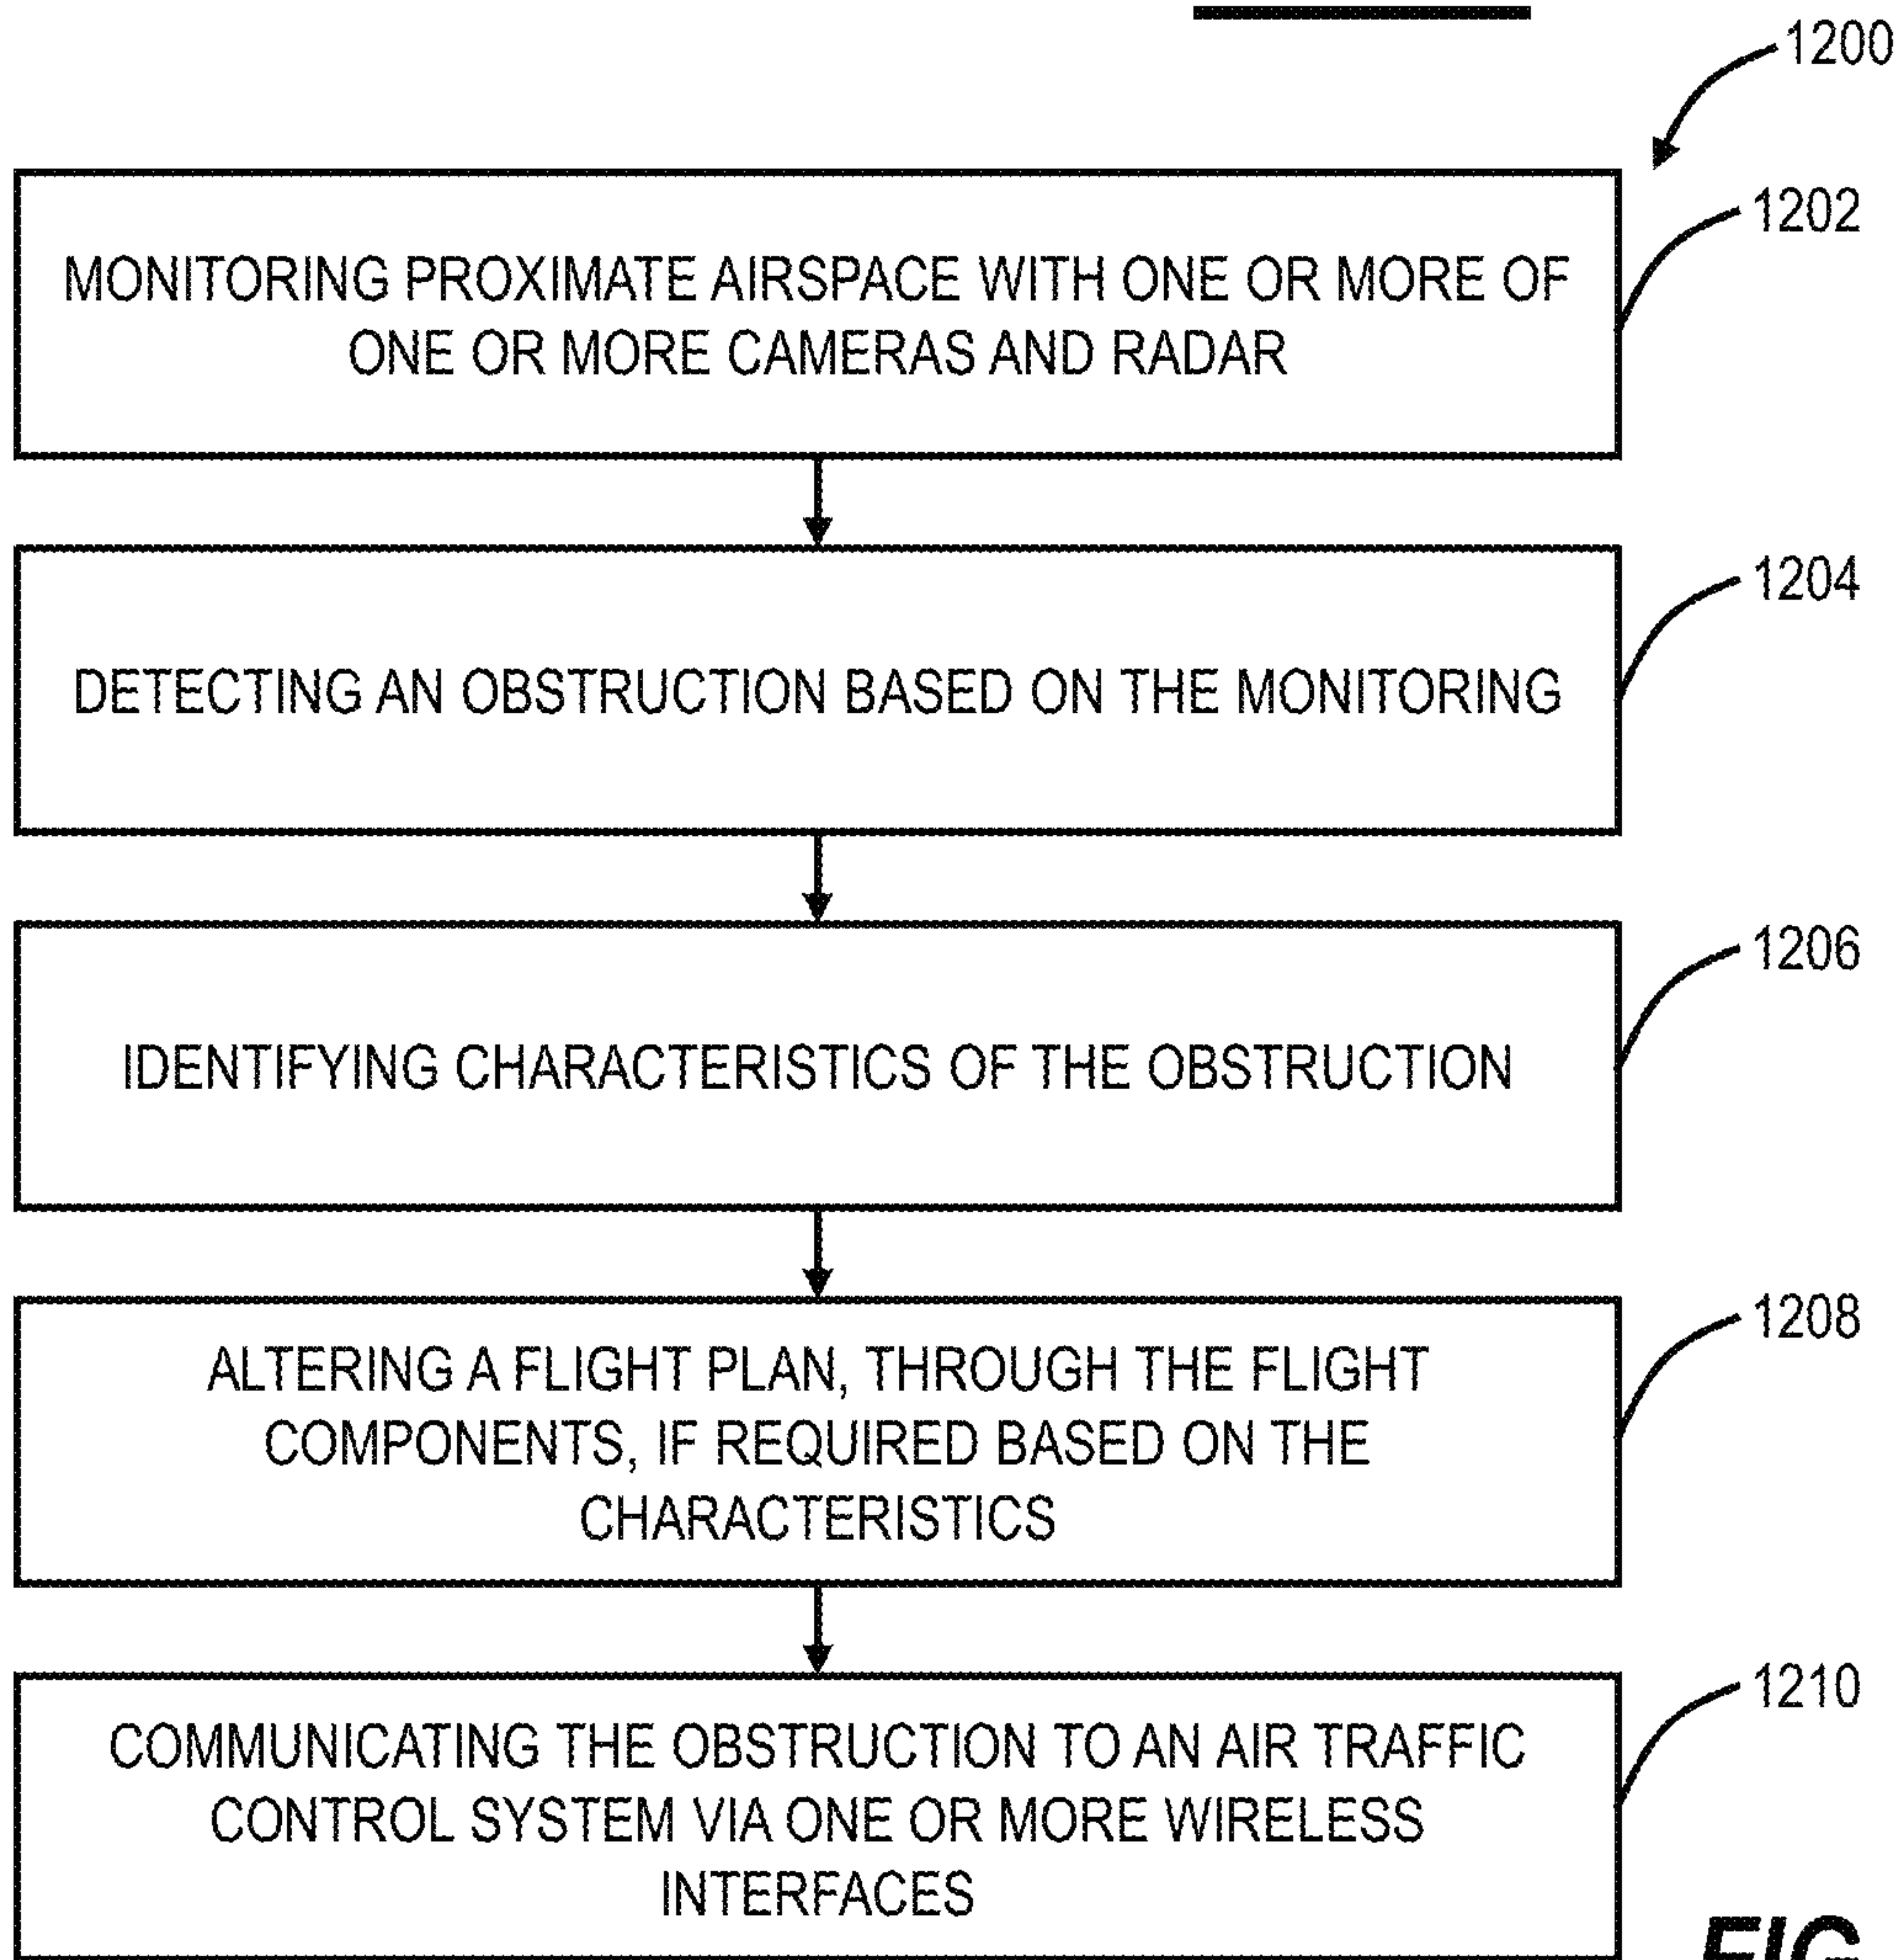 1200
1202
MONITORING PROXIMATE AIRSPACE WITH ONE OR MORE OF
ONE OR MORE CAMERAS AND RADAR
1204
DETECTING AN OBSTRUCTION BASED ON THE MONITORING
1206
IDENTIFYING CHARACTERISTICS OF THE OBSTRUCTION
1208
ALTERING A FLIGHT PLAN, THROUGH THE FLIGHT
COMPONENTS, IF REQUIRED BASED ON THE
CHARACTERISTICS
1210
COMMUNICATING THE OBSTRUCTION TO AN AIR TRAFFIC
CONTROL SYSTEM VIA ONE OR MORE WIRELESS
INTERFACES
FIG